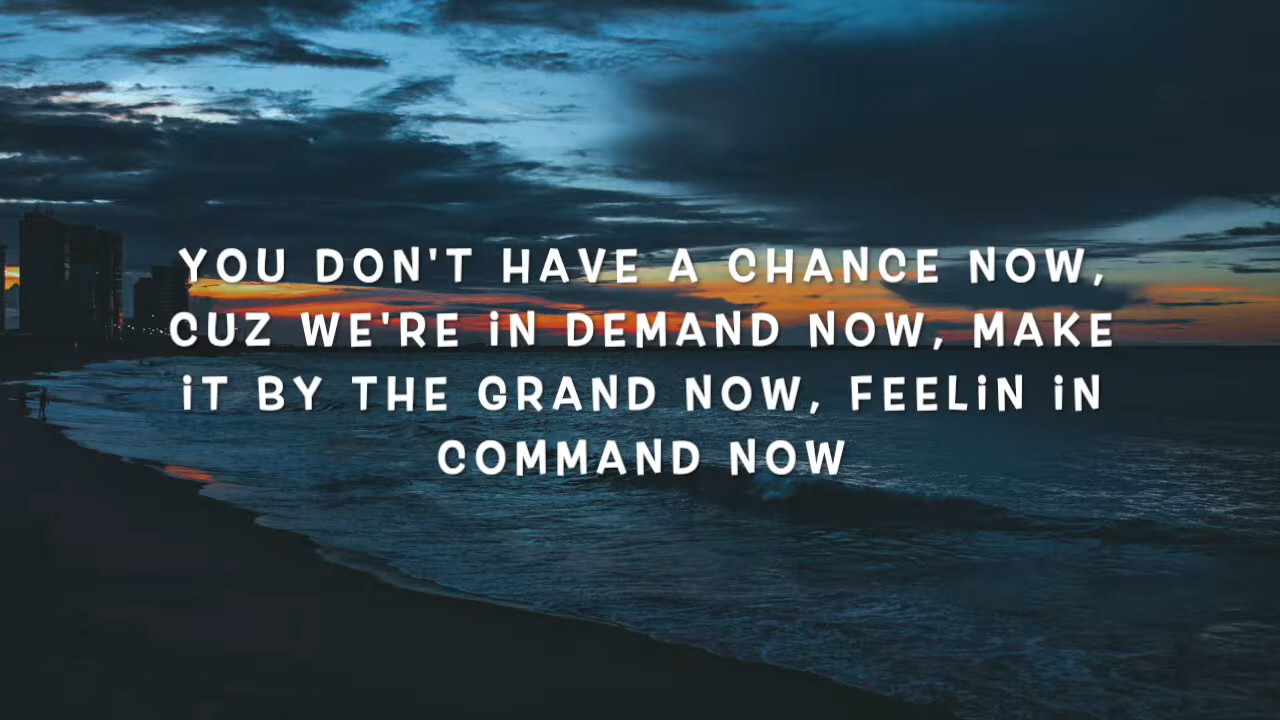 YOU DON'T HAVE A CHANCE NOW,
CUZ WE'RE iN DEMAND NOW, MAKE
iT BY THE GRAND NOW, FEELiN iN
COMMAND NOW